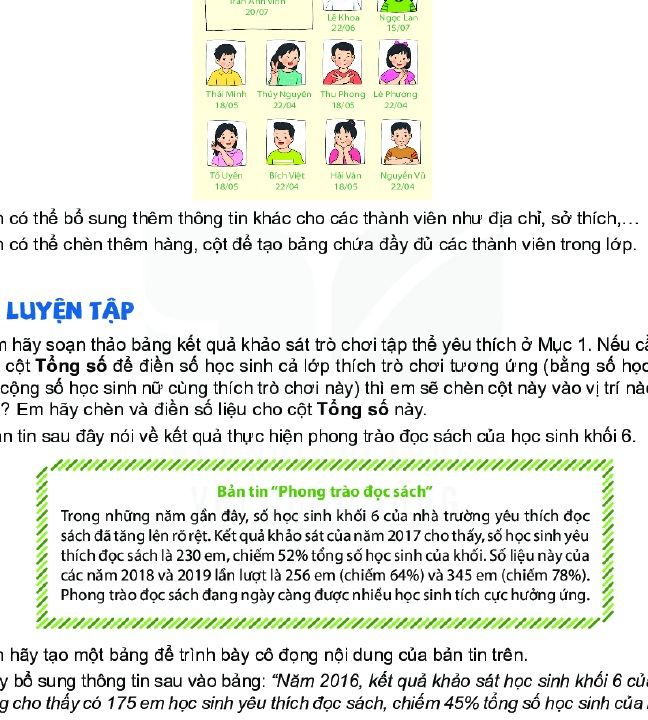 Trần Anh Vinh
20/07
Lê Khoa Ngọc Lan
22/06 15/07
Thái Minh Thủy Nguyên Thu Phong Lê Phương
18/05 22/04 18/05 22/04
Tố Uyên Bích Việt Hải Vân Nguyên Vũ
18/05 22/04 18/05 22/04
có thể bổ sung thêm thông tin khác cho các thành viên như địa chỉ, sở thích,...
có thể chèn thêm hàng, cột để tạo bảng chứa đầy đủ các thành viên trong lớp.
LUYỆN TẬP
hãy soạn thảo bảng kết quả khảo sát trò chơi tập thể yêu thích ở Mục 1. Nếu
cột Tổng số để điền số học sinh cả lớp thích trò chơi tương ứng (bằng số học
cộng số học sinh nữ cùng thích trò chơi này) thì em sẽ chèn cột này vào vị trí
? Em hãy chèn và điền số liệu cho cột Tổng số này.
tin sau đây nói về kết quả thực hiện phong trào đọc sách của học sinh khối 6.
Bản tin "Phong trào đọc sách"
Trong những năm gần đây, số học sinh khối 6 của nhà trường yêu thích đọc
sách đã tăng lên rõ rệt. Kết quả khảo sát của năm 2017 cho thấy, số học sinh yêu
thích đọc sách là 230 em, chiếm 52% tổng số học sinh của khối. Số liệu này của
các năm 2018 và 2019 lần lượt là 256 em (chiếm 64%) và 345 em (chiếm 78%).
Phong trào đọc sách đang ngày càng được nhiều học sinh tích cực hưởng ứng.
hãy tạo một bảng để trình bày cô đọng nội dung của bản tin trên.
bổ sung thông tin sau vào bảng: "Năm 2016, kết quả khảo sát học sinh khối 6
cho thấy có 175 em học sinh yêu thích đọc sách, chiếm 45% tổng số học sinh của